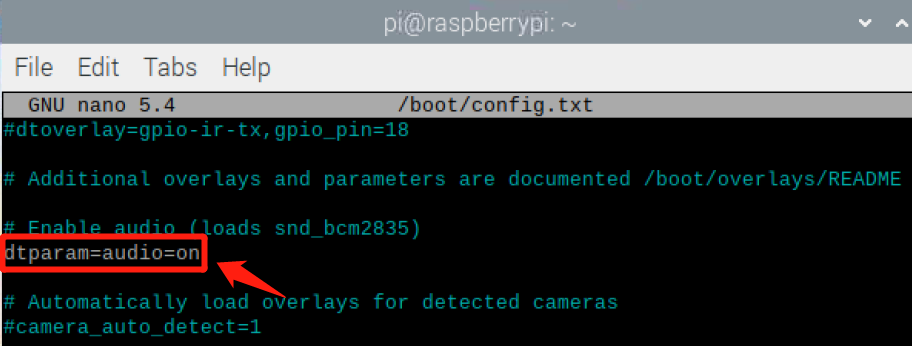 pi@raspberrypi: ~
File Edit Tabs Help
GNU nano 5.4 /boot/config.txt
#dtoverlay=gpio-ir-tx,gpio_pin=18
# Additional overlays and parameters are documented /boot/overlays/README
# Enable audio (loads snd_bcm2835)
dtparam=audio=on
# Automatically load overlays for detected cameras
#camera_auto_detect=1